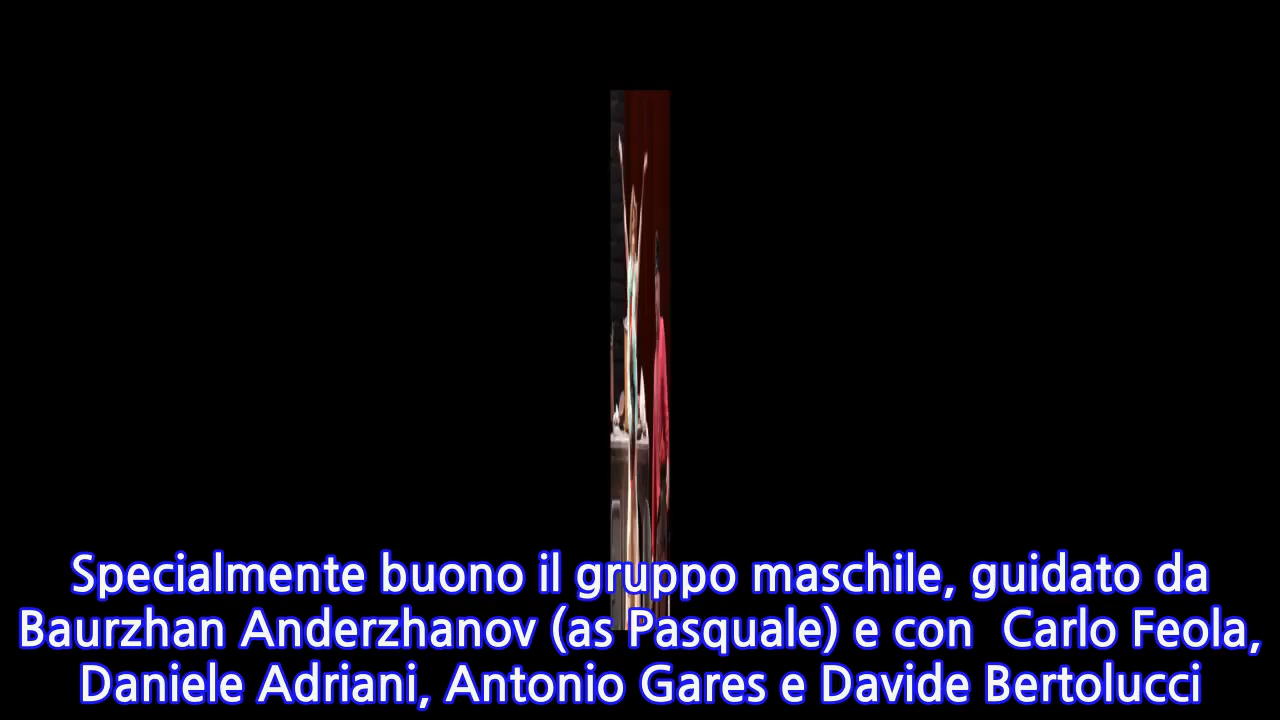 Specialmente buono il gruppo maschile, guidato da
Baurzhan Anderzhanov (as Pasquale) e con  Carlo Feola,
Daniele Adriani, Antonio Gares e Davide Bertolucci